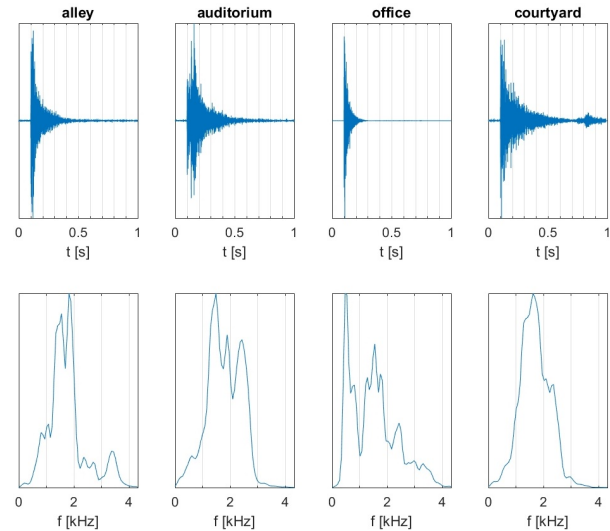 alley auditorium office courtyard
0 0.5 1 0 0.5 1 0 0.5 1 0 0.5 1
t [s] t [s] t [s] t [s]
0 2 4 0 2 4 0 2 4 0 2 4
f [kHz] f [kHz] f [kHz] f [kHz]